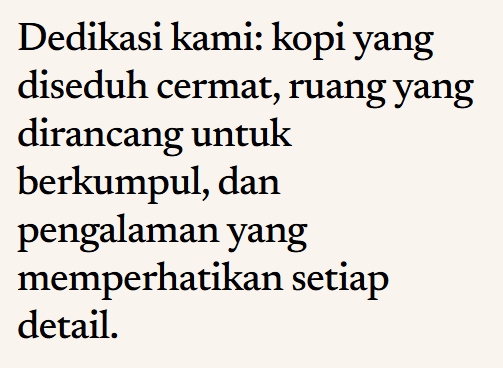 Dedikasi kami: kopi yang
diseduh cermat, ruang yang
dirancang untuk
berkumpul, dan
pengalaman yang
memperhatikan setiap
detail.